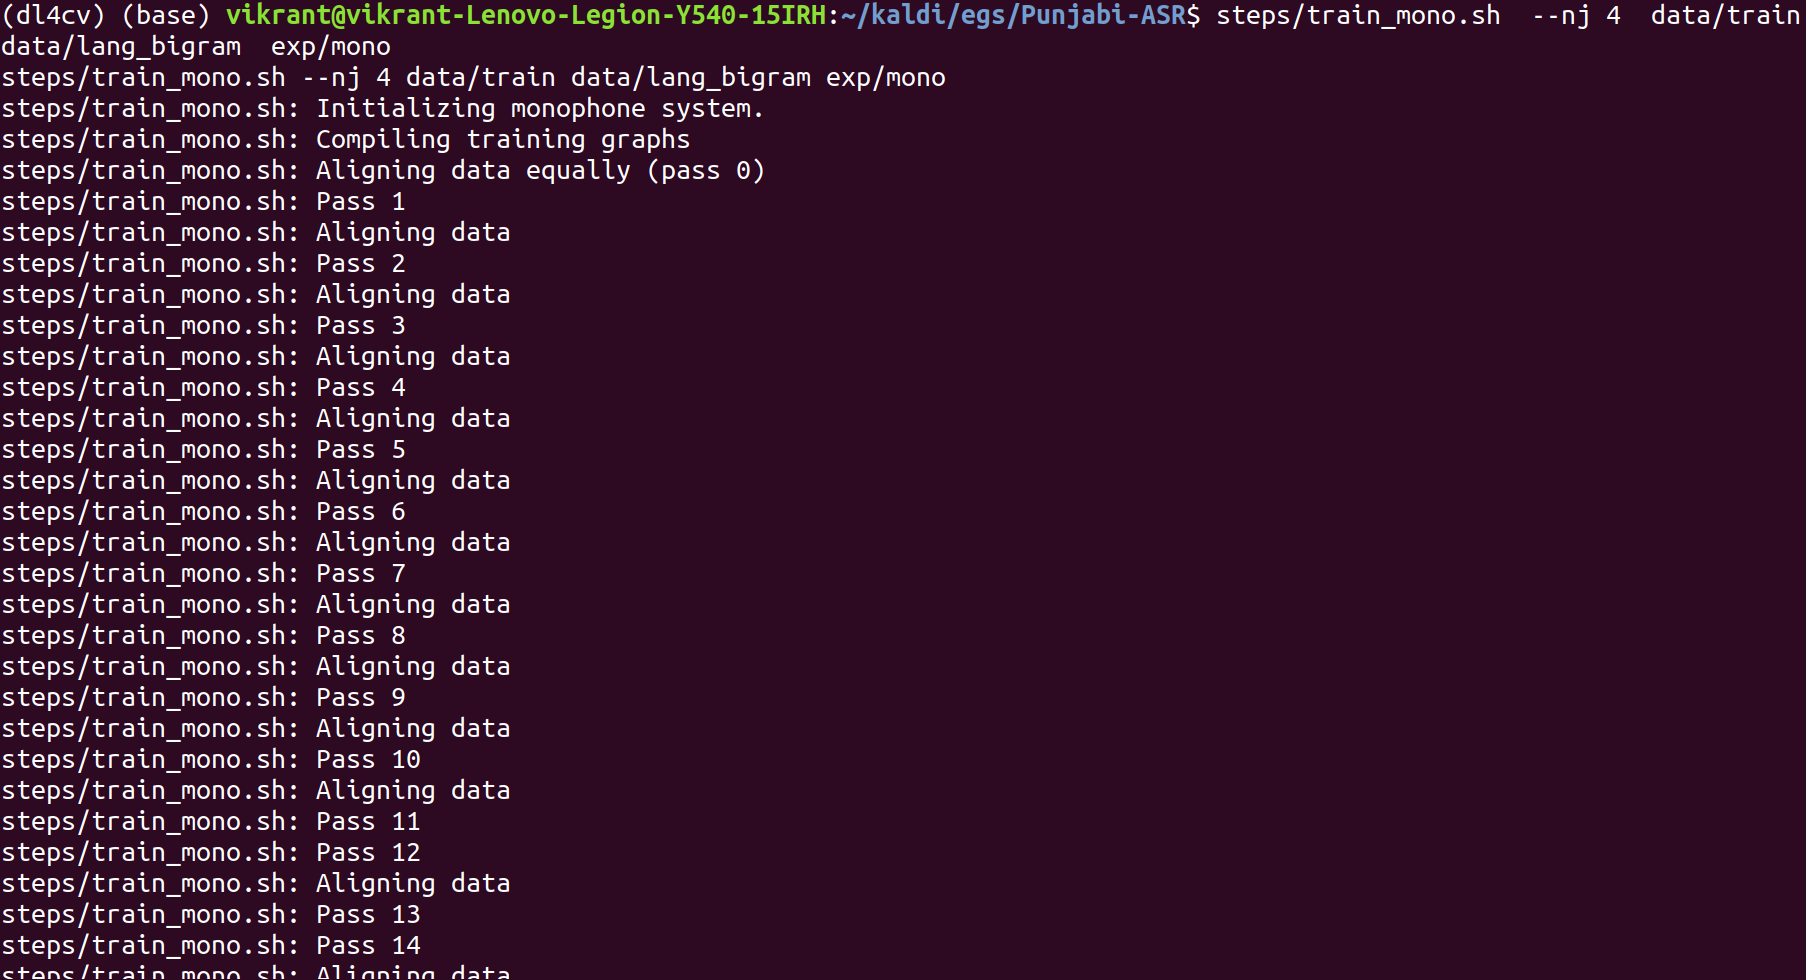 (dl4cv) (base) vikrant@vikrant-Lenovo-Legion-Y540-15IRH:~/kaldi/egs/Punjabi-ASR$ steps/train_mono.sh  --nj 4  data/train
data/lang_bigram  exp/mono
steps/train_mono.sh --nj 4 data/train data/lang_bigram exp/mono
steps/train_mono.sh: Initializing monophone system.
steps/train_mono.sh: Compiling training graphs
steps/train_mono.sh: Aligning data equally (pass 0)
steps/train_mono.sh: Pass 1
steps/train_mono.sh: Aligning data
steps/train_mono.sh: Pass 2
steps/train_mono.sh: Aligning data
steps/train_mono.sh: Pass 3
steps/train_mono.sh: Aligning data
steps/train_mono.sh: Pass 4
steps/train_mono.sh: Aligning data
steps/train_mono.sh: Pass 5
steps/train_mono.sh: Aligning data
steps/train_mono.sh: Pass 6
steps/train_mono.sh: Aligning data
steps/train_mono.sh: Pass 7
steps/train_mono.sh: Aligning data
steps/train_mono.sh: Pass 8
steps/train_mono.sh: Aligning data
steps/train_mono.sh: Pass 9
steps/train_mono.sh: Aligning data
steps/train_mono.sh: Pass 10
steps/train_mono.sh: Aligning data
steps/train_mono.sh: Pass 11
steps/train_mono.sh: Pass 12
steps/train_mono.sh: Aligning data
steps/train_mono.sh: Pass 13
steps/train_mono.sh: Pass 14
steps/train_mono.sh: Aligning data